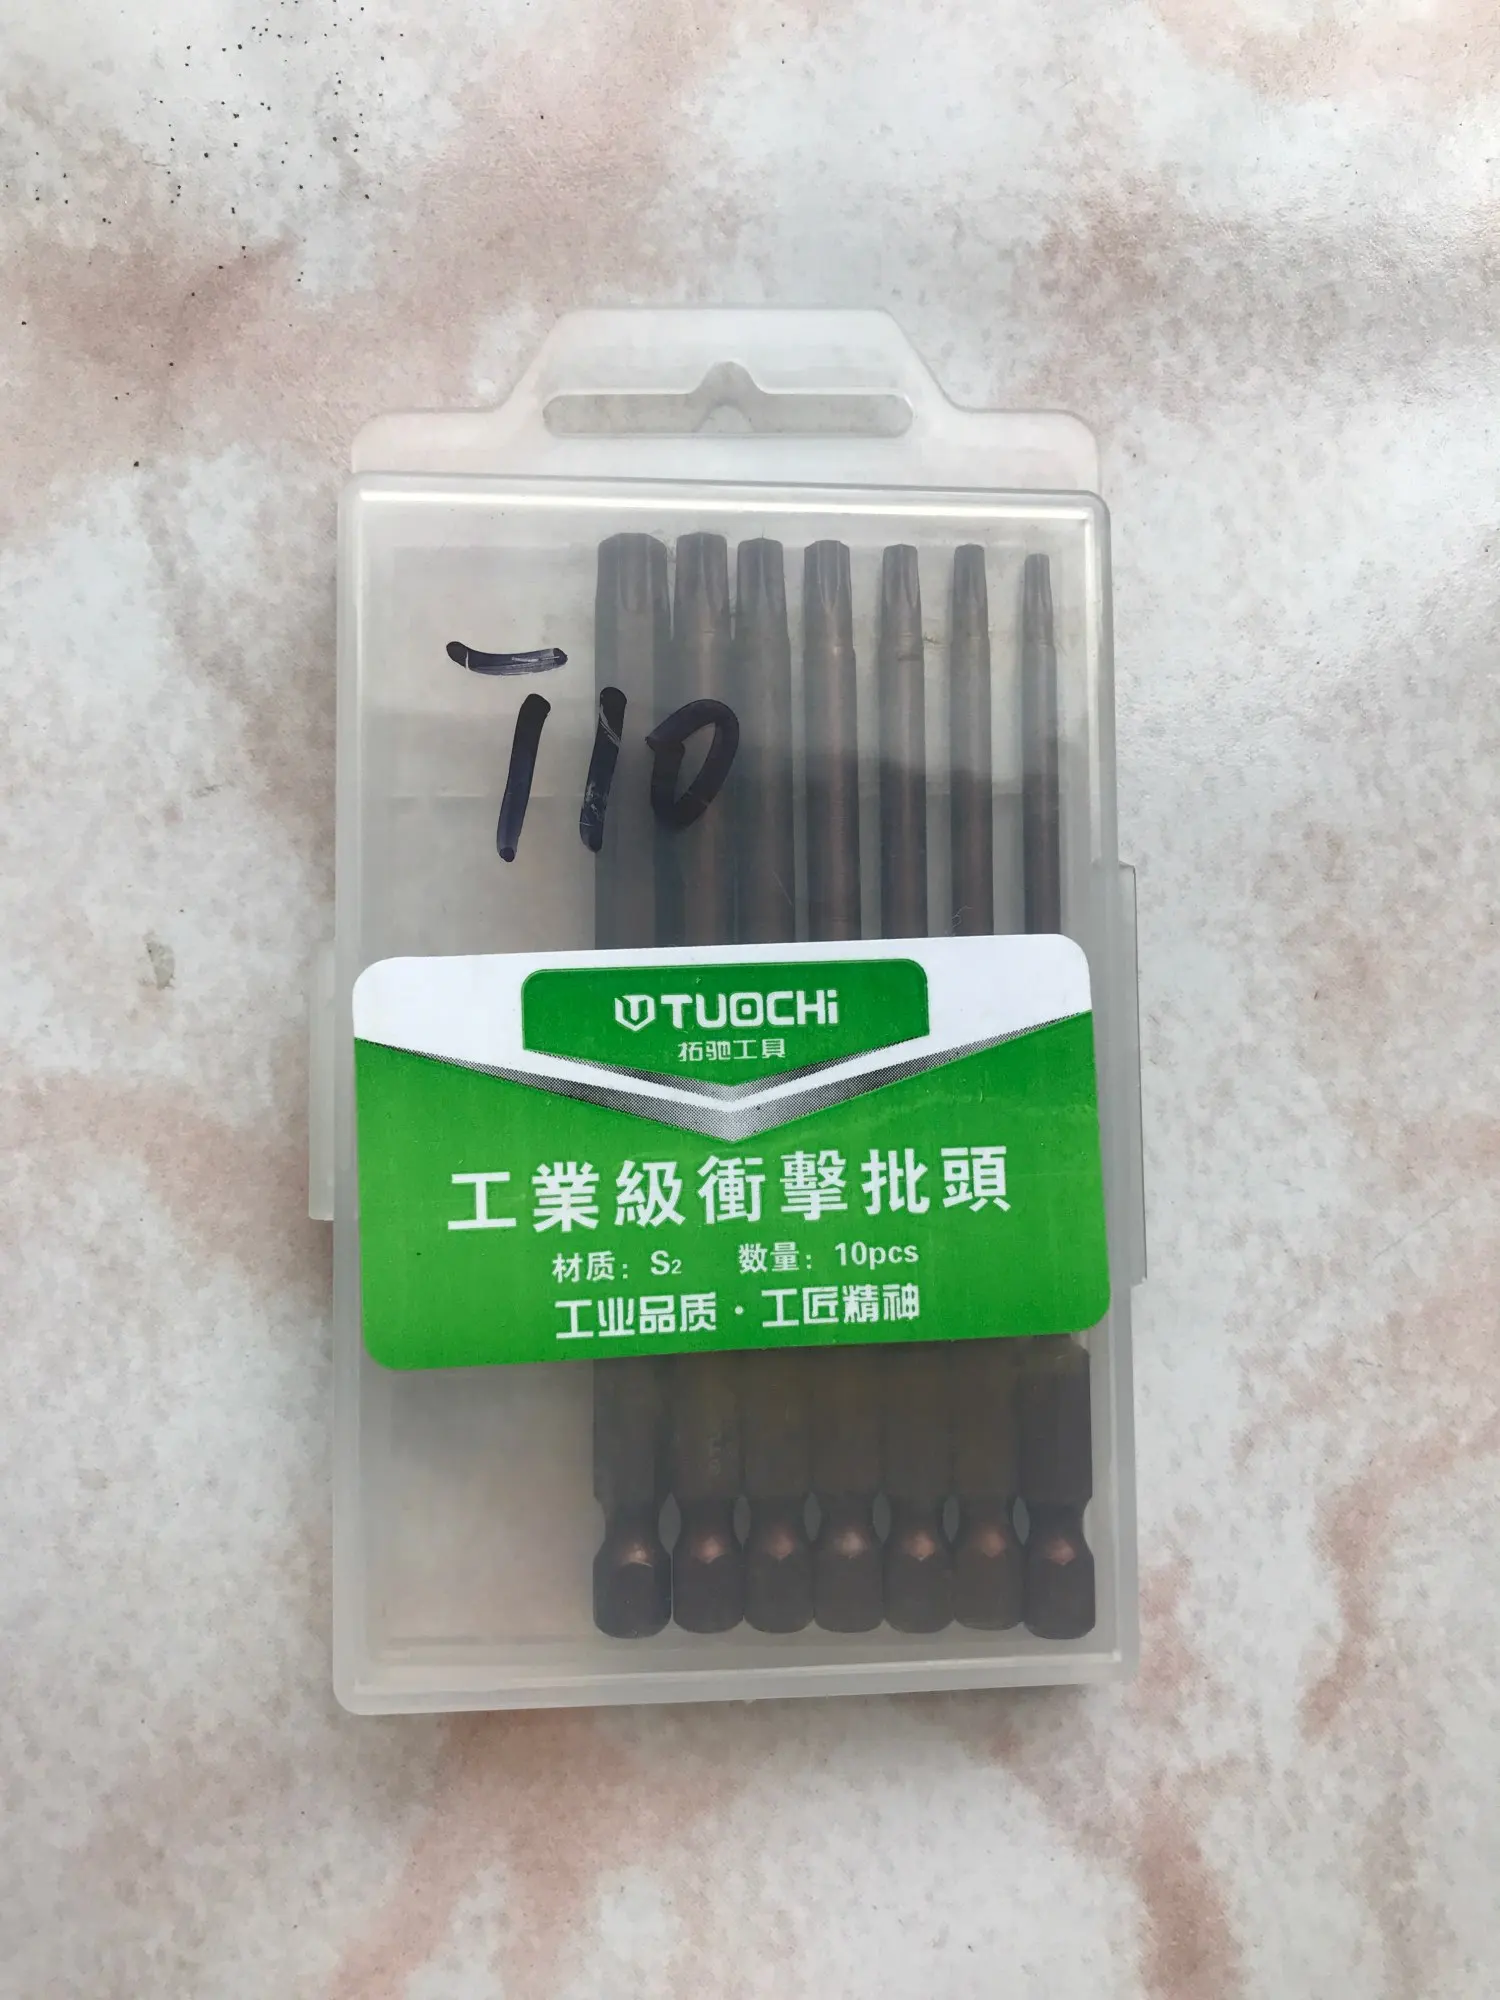 110
TUOCHi
拓驰工具
工業級衝擊批頭
材质：S2 数量：10pcs
工业品质·工匠精神